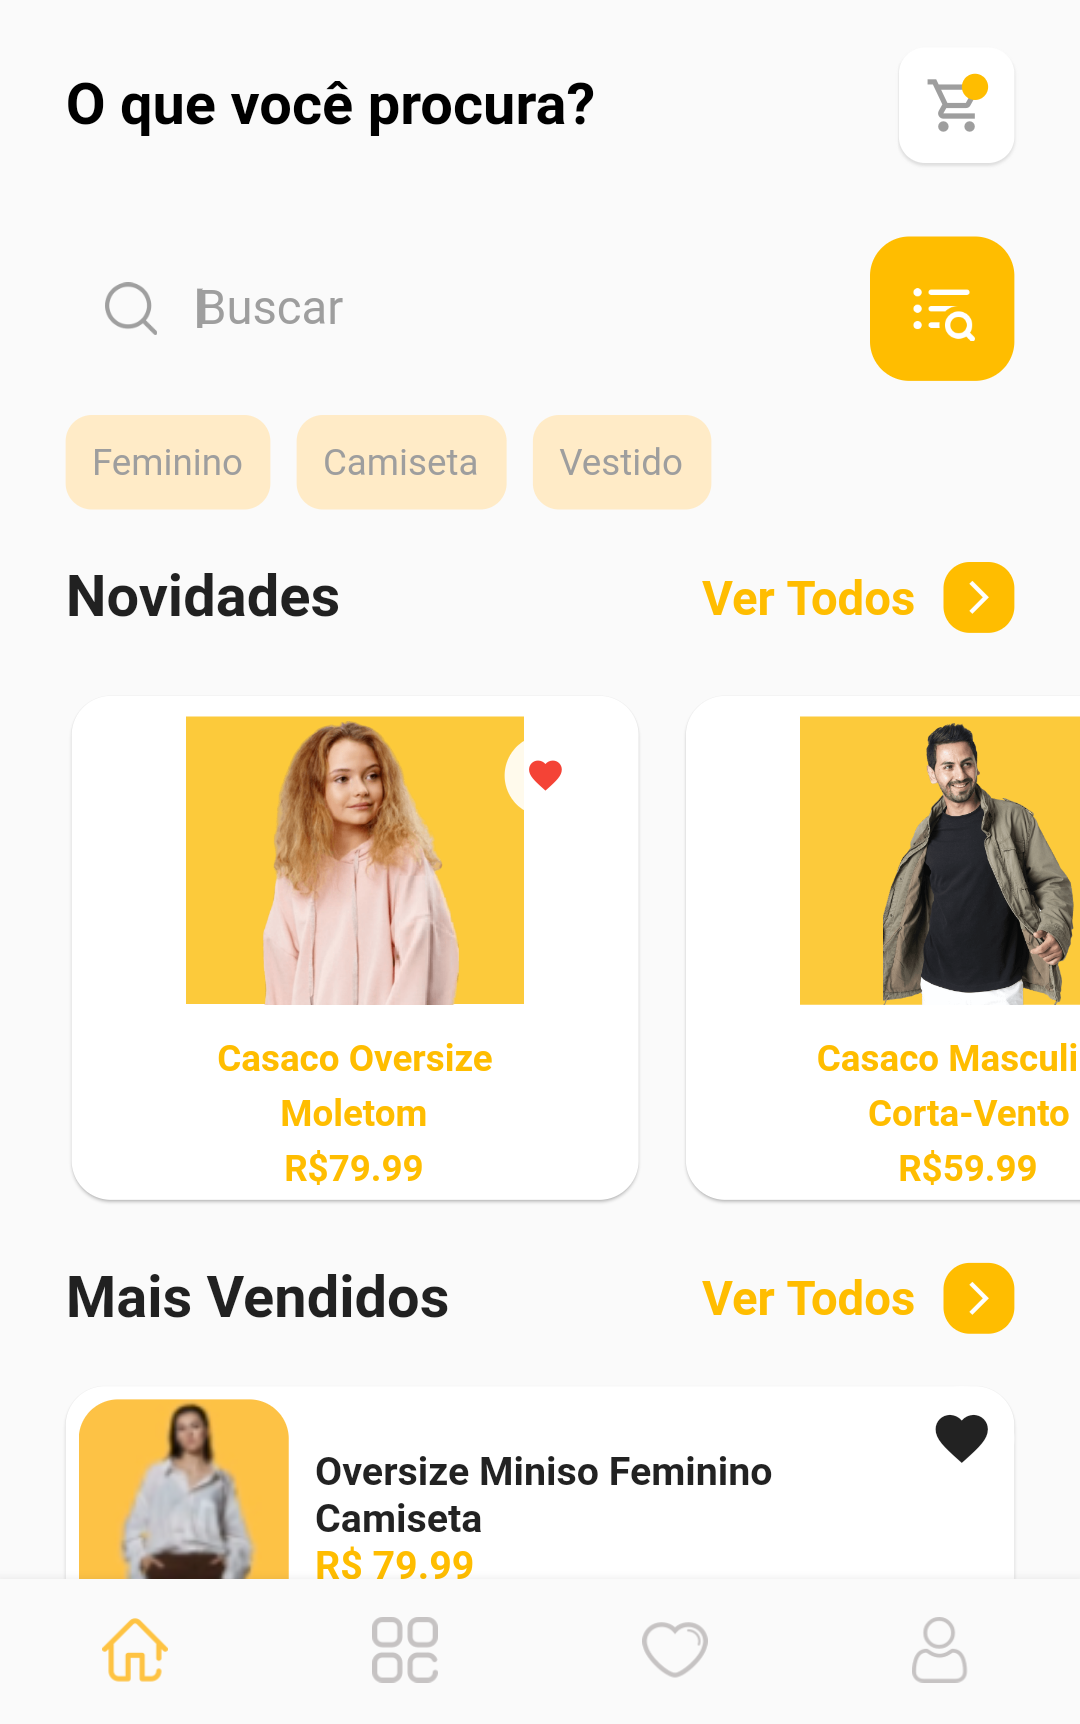 O que você procura?
Buscar
Feminino
Camiseta
Vestido
Novidades
Ver Todos
Casaco Oversize
Moletom
R$79.99
Casaco Masculi
Corta-Vento
R$59.99
Mais Vendidos
Ver Todos
Oversize Miniso Feminino
Camiseta
R$ 79.99